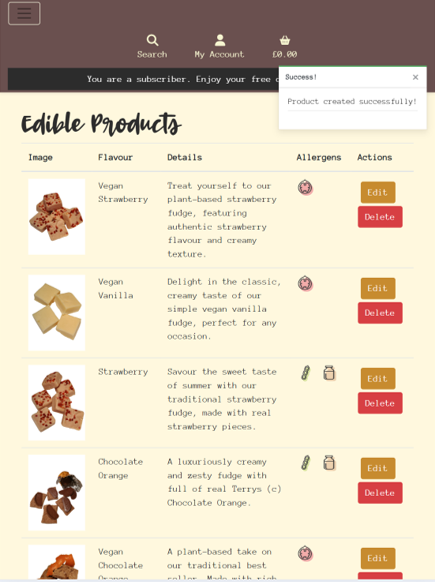 Search My Account £0.00
You are a subscriber. Enjoy your free
Success! ×
Product created successfully!
Edible Products
Image Flavour Details Allergens Actions
Vegan
Strawberry
Treat yourself to our
plant-based strawberry
fudge, featuring
authentic strawberry
flavour and creamy
texture.
Edit
Delete
Vegan
Vanilla
Delight in the classic,
creamy taste of our
simple vegan vanilla
fudge, perfect for any
occasion.
Edit
Delete
Strawberry
Savour the sweet taste
of summer with our
traditional strawberry
fudge, made with real
strawberry pieces.
Edit
Delete
Chocolate
Orange
A luxuriously creamy
and zesty fudge with
full of real Terrys (c)
Chocolate Orange.
Edit
Delete
Vegan
Chocolate
Orange
A plant-based take on
our traditional best
seller. Made with
Edit
Delete